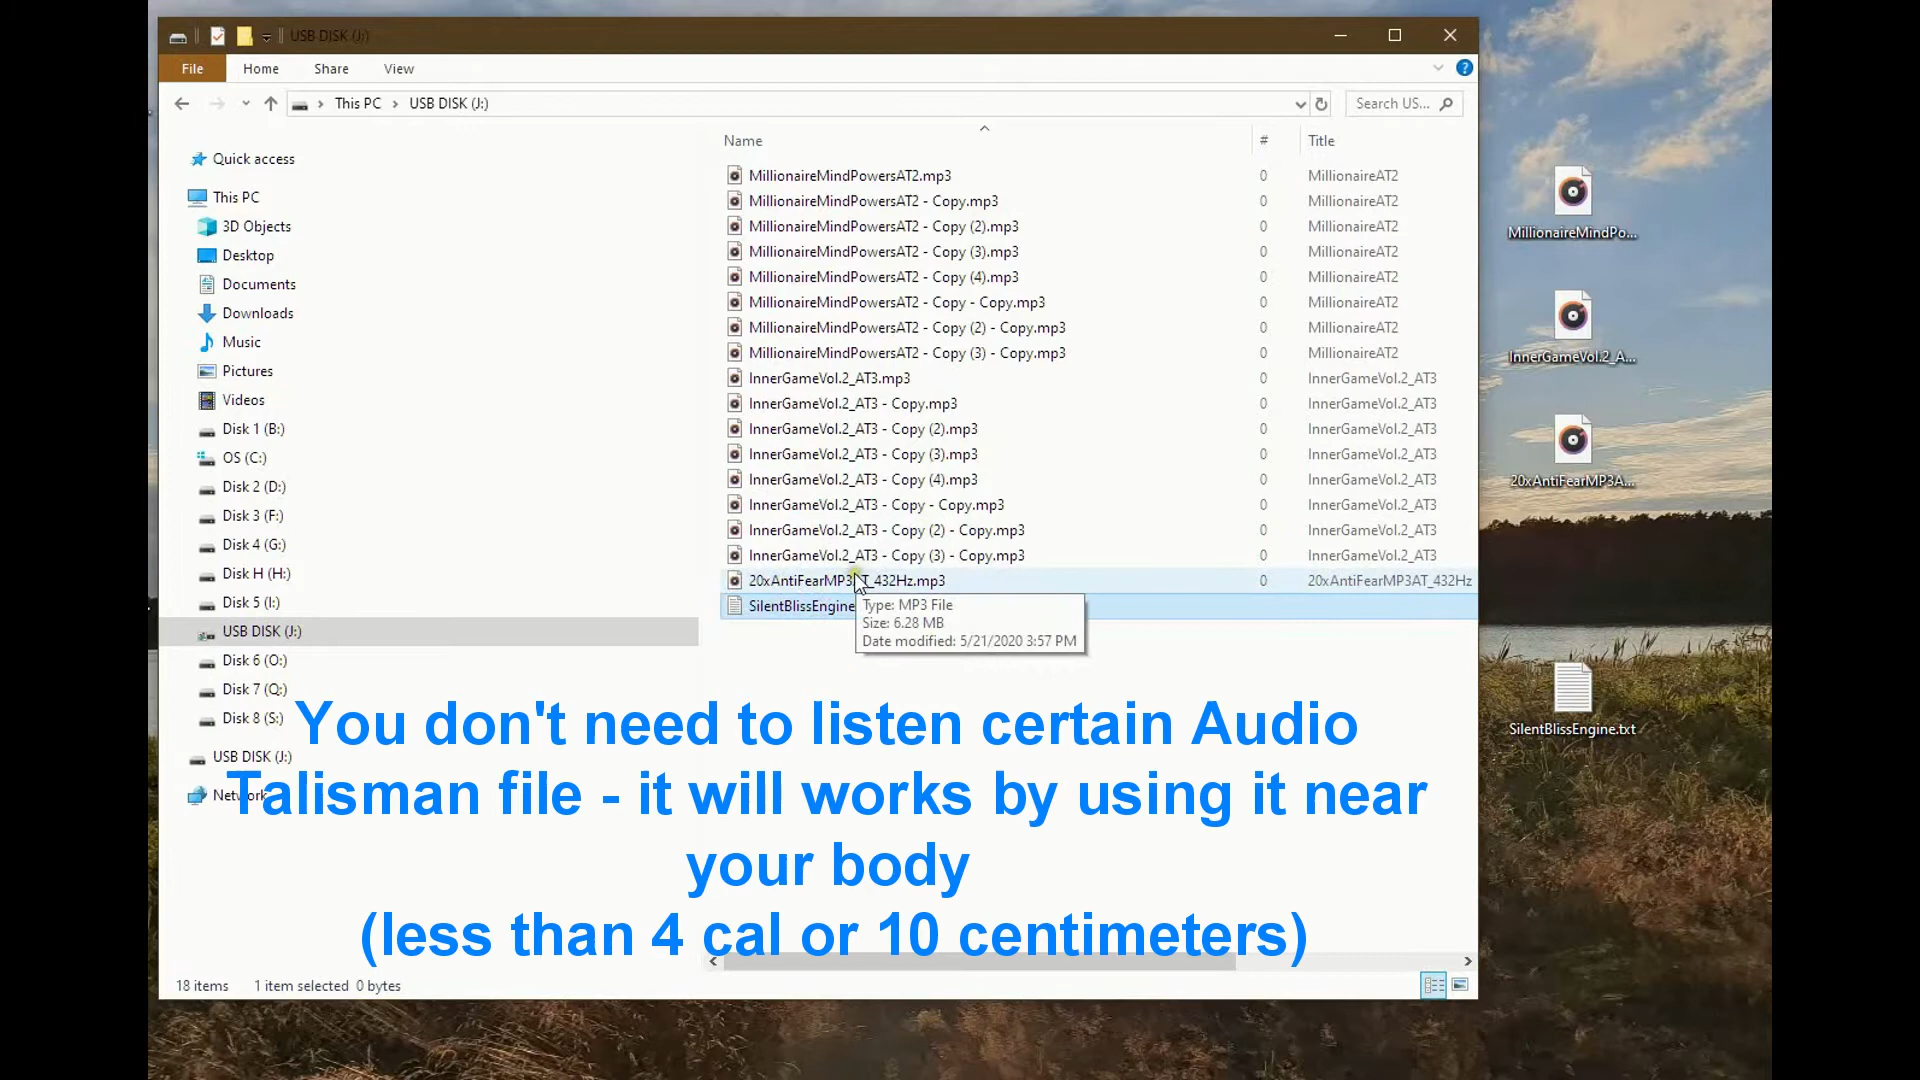 USB DISK (J:)
File Home Share View
This PC USB DISK (J:)
Search US...
Name # Title
Quick access
This PC
3D Objects
Desktop
Documents
Downloads
Music
Pictures
Videos
Disk 1 (B:)
OS (C:)
Disk 2 (D:)
Disk 3 (F:)
Disk 4 (G:)
Disk H (H:)
Disk 5 (I:)
USB DISK (J:)
Disk 6 (O:)
Disk 7 (Q:)
Disk 8 (S:)
USB DISK (J:)
Network
MillionaireMindPowersAT2.mp3 0 MillionaireAT2
MillionaireMindPowersAT2 - Copy.mp3 0 MillionaireAT2
MillionaireMindPowersAT2 - Copy (2).mp3 0 MillionaireAT2
MillionaireMindPowersAT2 - Copy (3).mp3 0 MillionaireAT2
MillionaireMindPowersAT2 - Copy (4).mp3 0 MillionaireAT2
MillionaireMindPowersAT2 - Copy - Copy.mp3 0 MillionaireAT2
MillionaireMindPowersAT2 - Copy (2) - Copy.mp3 0 MillionaireAT2
MillionaireMindPowersAT2 - Copy (3) - Copy.mp3 0 MillionaireAT2
InnerGameVol.2_AT3.mp3 0 InnerGameVol.2_AT3
InnerGameVol.2_AT3 - Copy.mp3 0 InnerGameVol.2_AT3
InnerGameVol.2_AT3 - Copy (2).mp3 0 InnerGameVol.2_AT3
InnerGameVol.2_AT3 - Copy (3).mp3 0 InnerGameVol.2_AT3
InnerGameVol.2_AT3 - Copy (4).mp3 0 InnerGameVol.2_AT3
InnerGameVol.2_AT3 - Copy - Copy.mp3 0 InnerGameVol.2_AT3
InnerGameVol.2_AT3 - Copy (2) - Copy.mp3 0 InnerGameVol.2_AT3
InnerGameVol.2_AT3 - Copy (3) - Copy.mp3 0 InnerGameVol.2_AT3
20xAntiFearMP3AT_432Hz.mp3 0 20xAntiFearMP3AT_432Hz
SilentBlissEngine
Type: MP3 File
Size: 6.28 MB
Date modified: 5/21/2020 3:57 PM
You don't need to listen certain Audio
Talisman file - it will works by using it near
your body
(less than 4 cal or 10 centimeters)
18 items 1 item selected 0 bytes
MillionaireMindPo...
InnerGameVol.2_A...
20xAntiFearMP3A...
SilentBlissEngine.txt